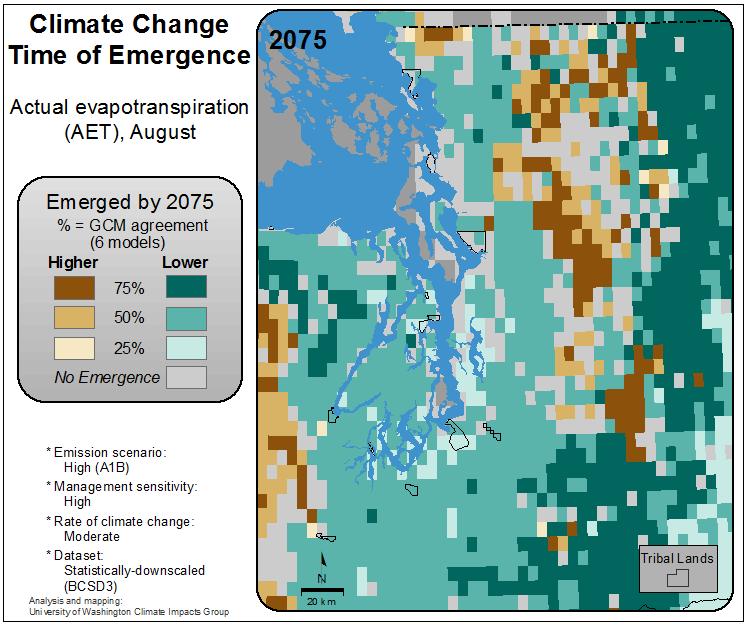 Climate Change
Time of Emergence
Actual evapotranspiration
(AET), August
Emerged by 2075
% = GCM agreement
(6 models)
Higher Lower
75%
50%
25%
No Emergence
* Emission scenario:
High (A1B)
* Management sensitivity:
High
* Rate of climate change:
Moderate
* Dataset:
Statistically-downscaled
(BCSD3)
Analysis and mapping:
University of Washington Climate Impacts Group
2075
N
20 km
Tribal Lands